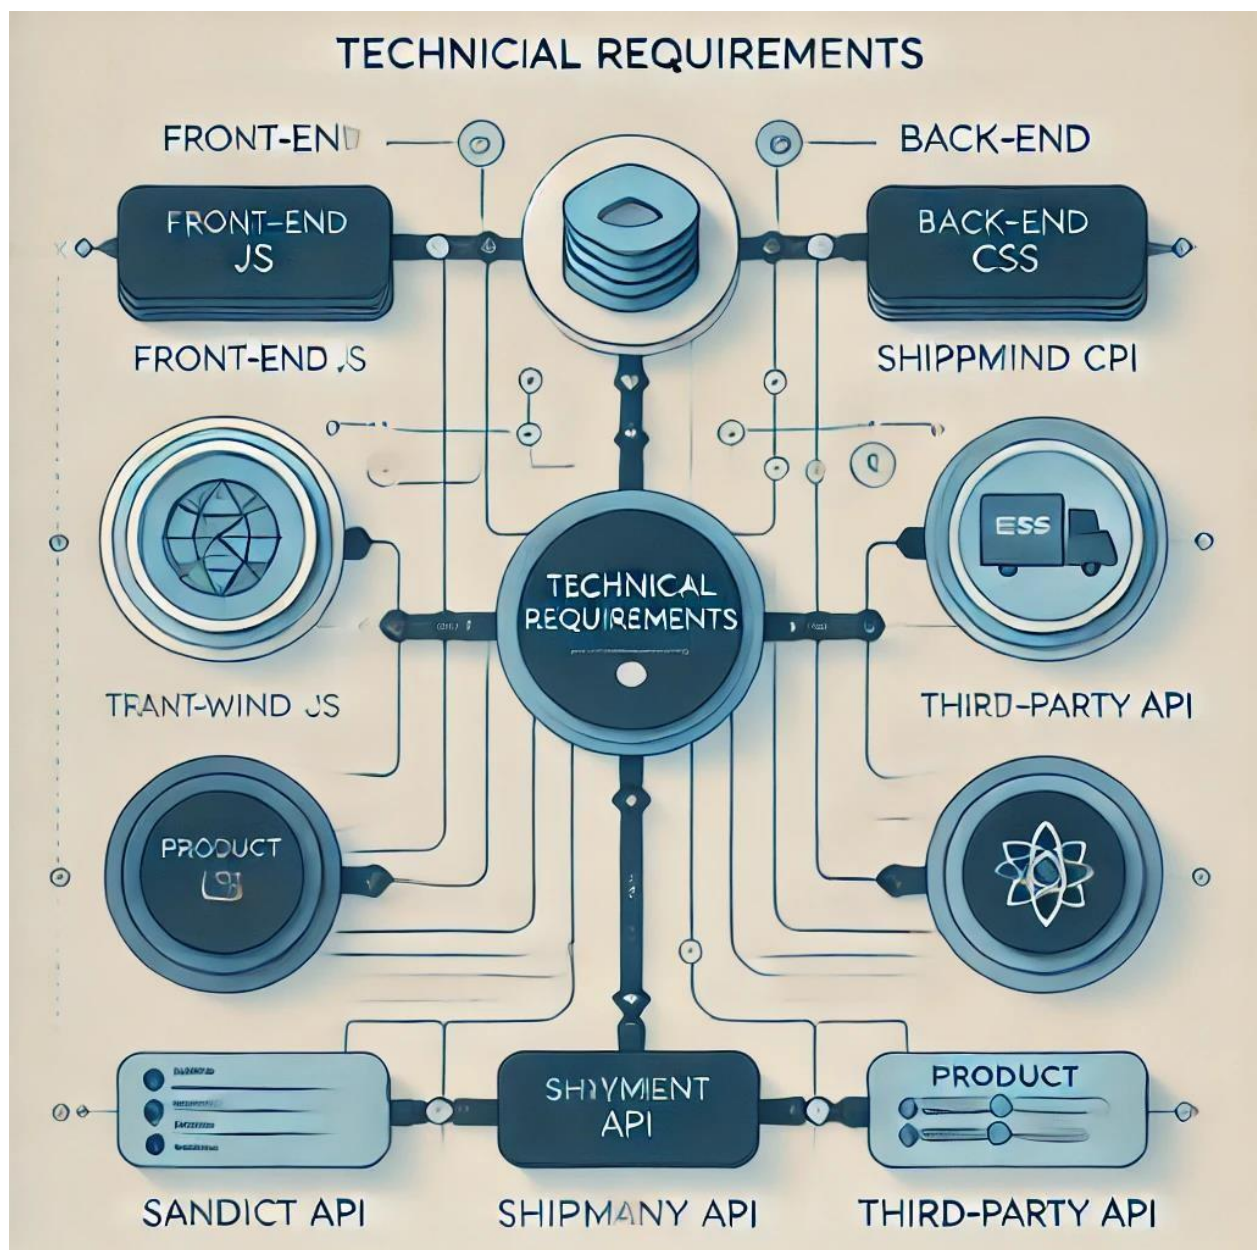 TECHNICIAL REQUIREMENTS
FRONT-END
BACK-END
FRONT-END
JS
BACK-END
CSS
FRONT-END JS
SHIPPMIND CPI
ESS
TECHNICAL
REQUIREMENTS
TRANT-WIND JS
THIRD-PARTY API
PRODUCT
PRODUCT
SHIYMIENT
API
SANDICT API
SHIPMANY API
THIRD-PARTY API